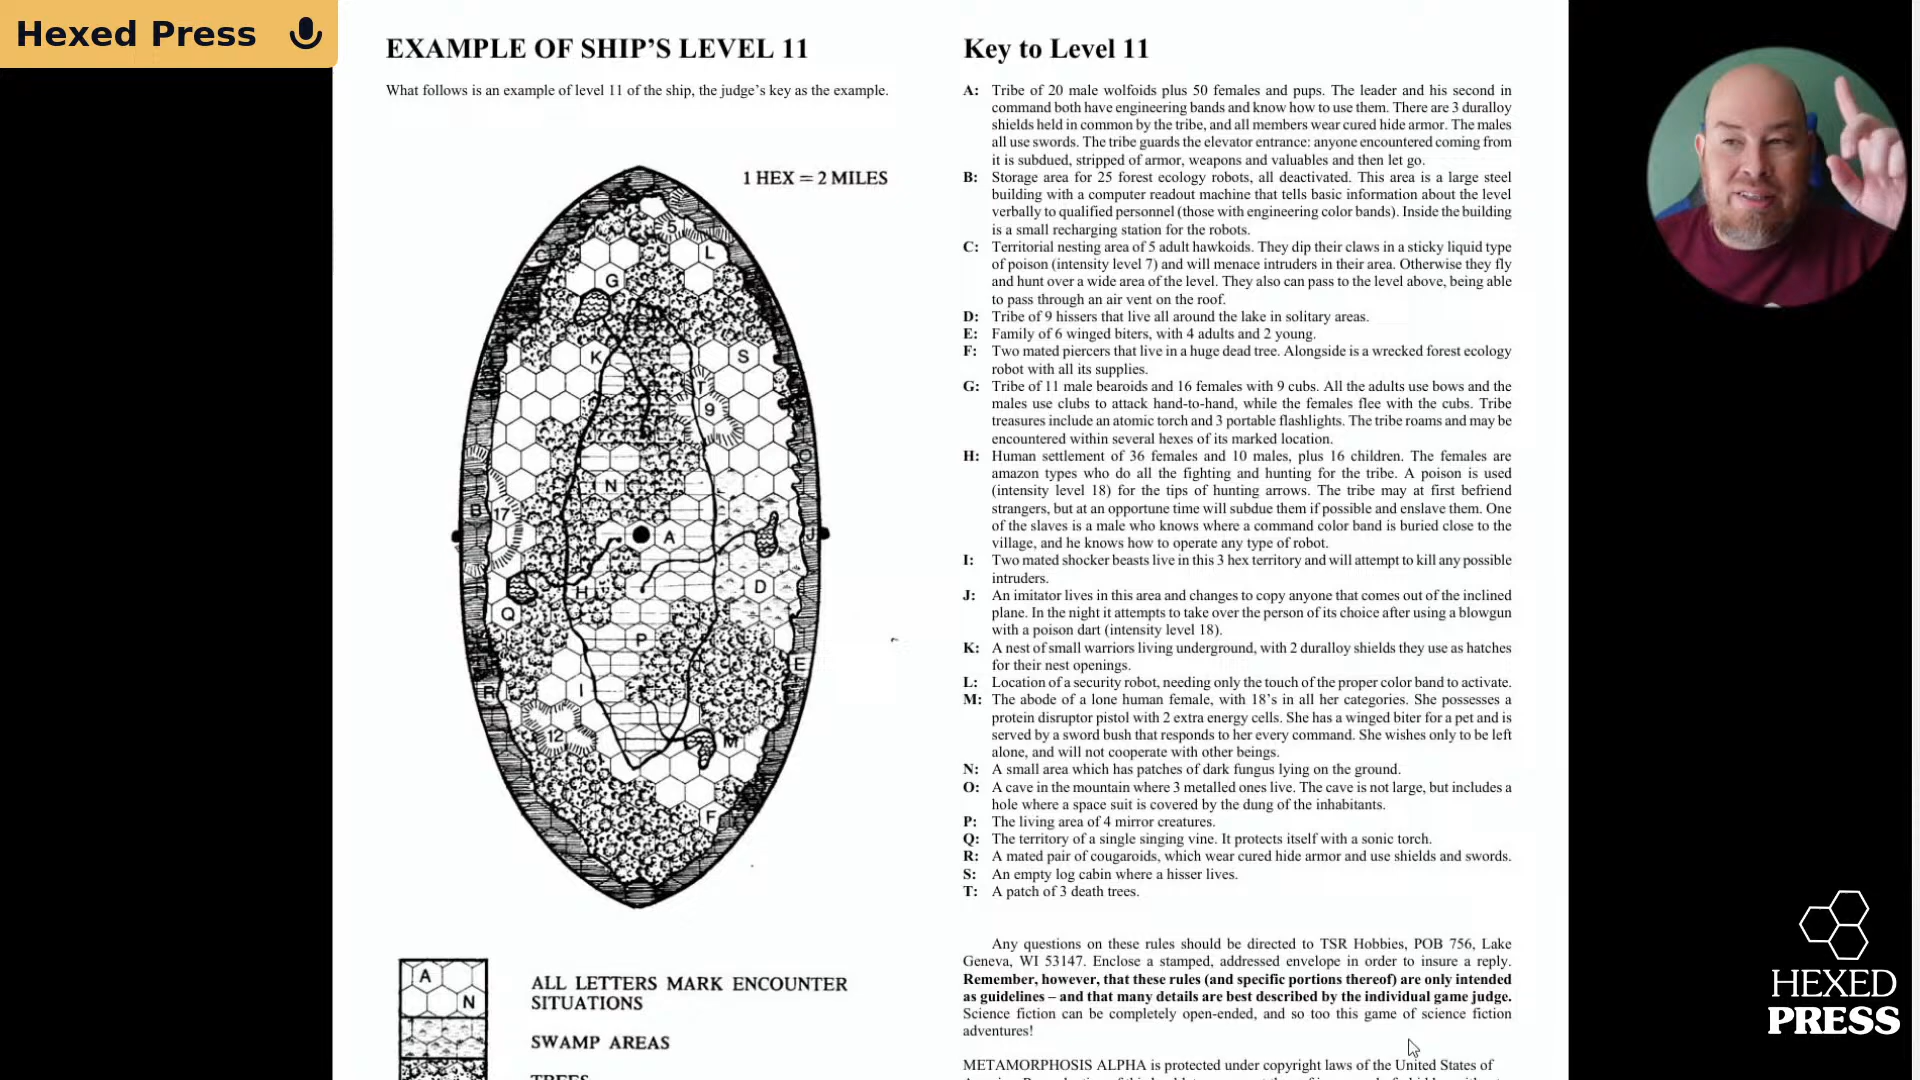 Hexed Press
EXAMPLE OF SHIP'S LEVEL 11
What follows is an example of level 11 of the ship, the judge's key as the example.
1 HEX = 2 MILES
5
L
C
G
K
S
T
9
O
N
B
17
A
J
D
H
Q
P
E
I
R
12
M
F
A
N
ALL LETTERS MARK ENCOUNTER
SITUATIONS
SWAMP AREAS
TREES
Key to Level 11
A: Tribe of 20 male wolfoids plus 50 females and pups. The leader and his second in
command both have engineering bands and know how to use them. There are 3 duralloy
shields held in common by the tribe, and all members wear cured hide armor. The males
all use swords. The tribe guards the elevator entrance: anyone encountered coming from
it is subdued, stripped of armor, weapons and valuables and then let go.
B: Storage area for 25 forest ecology robots, all deactivated. This area is a large steel
building with a computer readout machine that tells basic information about the level
verbally to qualified personnel (those with engineering color bands). Inside the building
is a small recharging station for the robots.
C: Territorial nesting area of 5 adult hawkoids. They dip their claws in a sticky liquid type
of poison (intensity level 7) and will menace intruders in their area. Otherwise they fly
and hunt over a wide area of the level. They also can pass to the level above, being able
to pass through an air vent on the roof.
D: Tribe of 9 hissers that live all around the lake in solitary areas.
E: Family of 6 winged biters, with 4 adults and 2 young.
F: Two mated piercers that live in a huge dead tree. Alongside is a wrecked forest ecology
robot with all its supplies.
G: Tribe of 11 male bearoids and 16 females with 9 cubs. All the adults use bows and the
males use clubs to attack hand-to-hand, while the females flee with the cubs. Tribe
treasures include an atomic torch and 3 portable flashlights. The tribe roams and may be
encountered within several hexes of its marked location.
H: Human settlement of 36 females and 10 males, plus 16 children. The females are
amazon types who do all the fighting and hunting for the tribe. A poison is used
(intensity level 18) for the tips of hunting arrows. The tribe may at first befriend
strangers, but at an opportune time will subdue them if possible and enslave them. One
of the slaves is a male who knows where a command color band is buried close to the
village, and he knows how to operate any type of robot.
I: Two mated shocker beasts live in this 3 hex territory and will attempt to kill any possible
intruders.
J: An imitator lives in this area and changes to copy anyone that comes out of the inclined
plane. In the night it attempts to take over the person of its choice after using a blowgun
with a poison dart (intensity level 18).
K: A nest of small warriors living underground, with 2 duralloy shields they use as hatches
for their nest openings.
L: Location of a security robot, needing only the touch of the proper color band to activate.
M: The abode of a lone human female, with 18's in all her categories. She possesses a
protein disruptor pistol with 2 extra energy cells. She has a winged biter for a pet and is
served by a sword bush that responds to her every command. She wishes only to be left
alone, and will not cooperate with other beings.
N: A small area which has patches of dark fungus lying on the ground.
O: A cave in the mountain where 3 metalled ones live. The cave is not large, but includes a
hole where a space suit is covered by the dung of the inhabitants.
P: The living area of 4 mirror creatures.
Q: The territory of a single singing vine. It protects itself with a sonic torch.
R: A mated pair of cougaroids, which wear cured hide armor and use shields and swords.
S: An empty log cabin where a hisser lives.
T: A patch of 3 death trees.
Any questions on these rules should be directed to TSR Hobbies, POB 756, Lake
Geneva, WI 53147. Enclose a stamped, addressed envelope in order to insure a reply.
Remember, however, that these rules (and specific portions thereof) are only intended
as guidelines – and that many details are best described by the individual game judge.
Science fiction can be completely open-ended, and so too this game of science fiction
adventures!
METAMORPHOSIS ALPHA is protected under copyright laws of the United States of
HEXED
PRESS